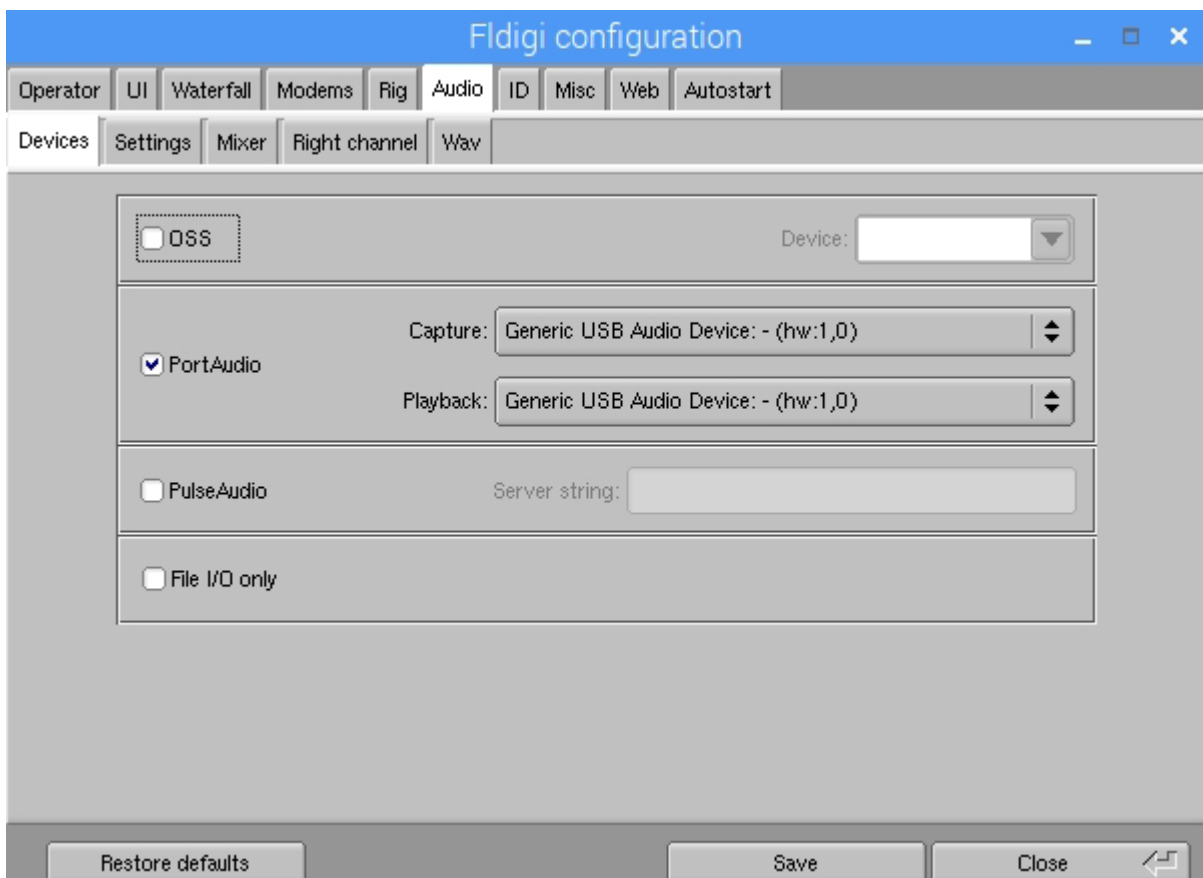 Fldigi configuration
Operator UI Waterfall Modems Rig Audio ID Misc Web Autostart
Devices Settings Mixer Right channel Wav
OSS Device:
Capture: Generic USB Audio Device: - (hw:1,0)
PortAudio
Playback: Generic USB Audio Device: - (hw:1,0)
PulseAudio Server string:
File I/O only
Restore defaults Save Close